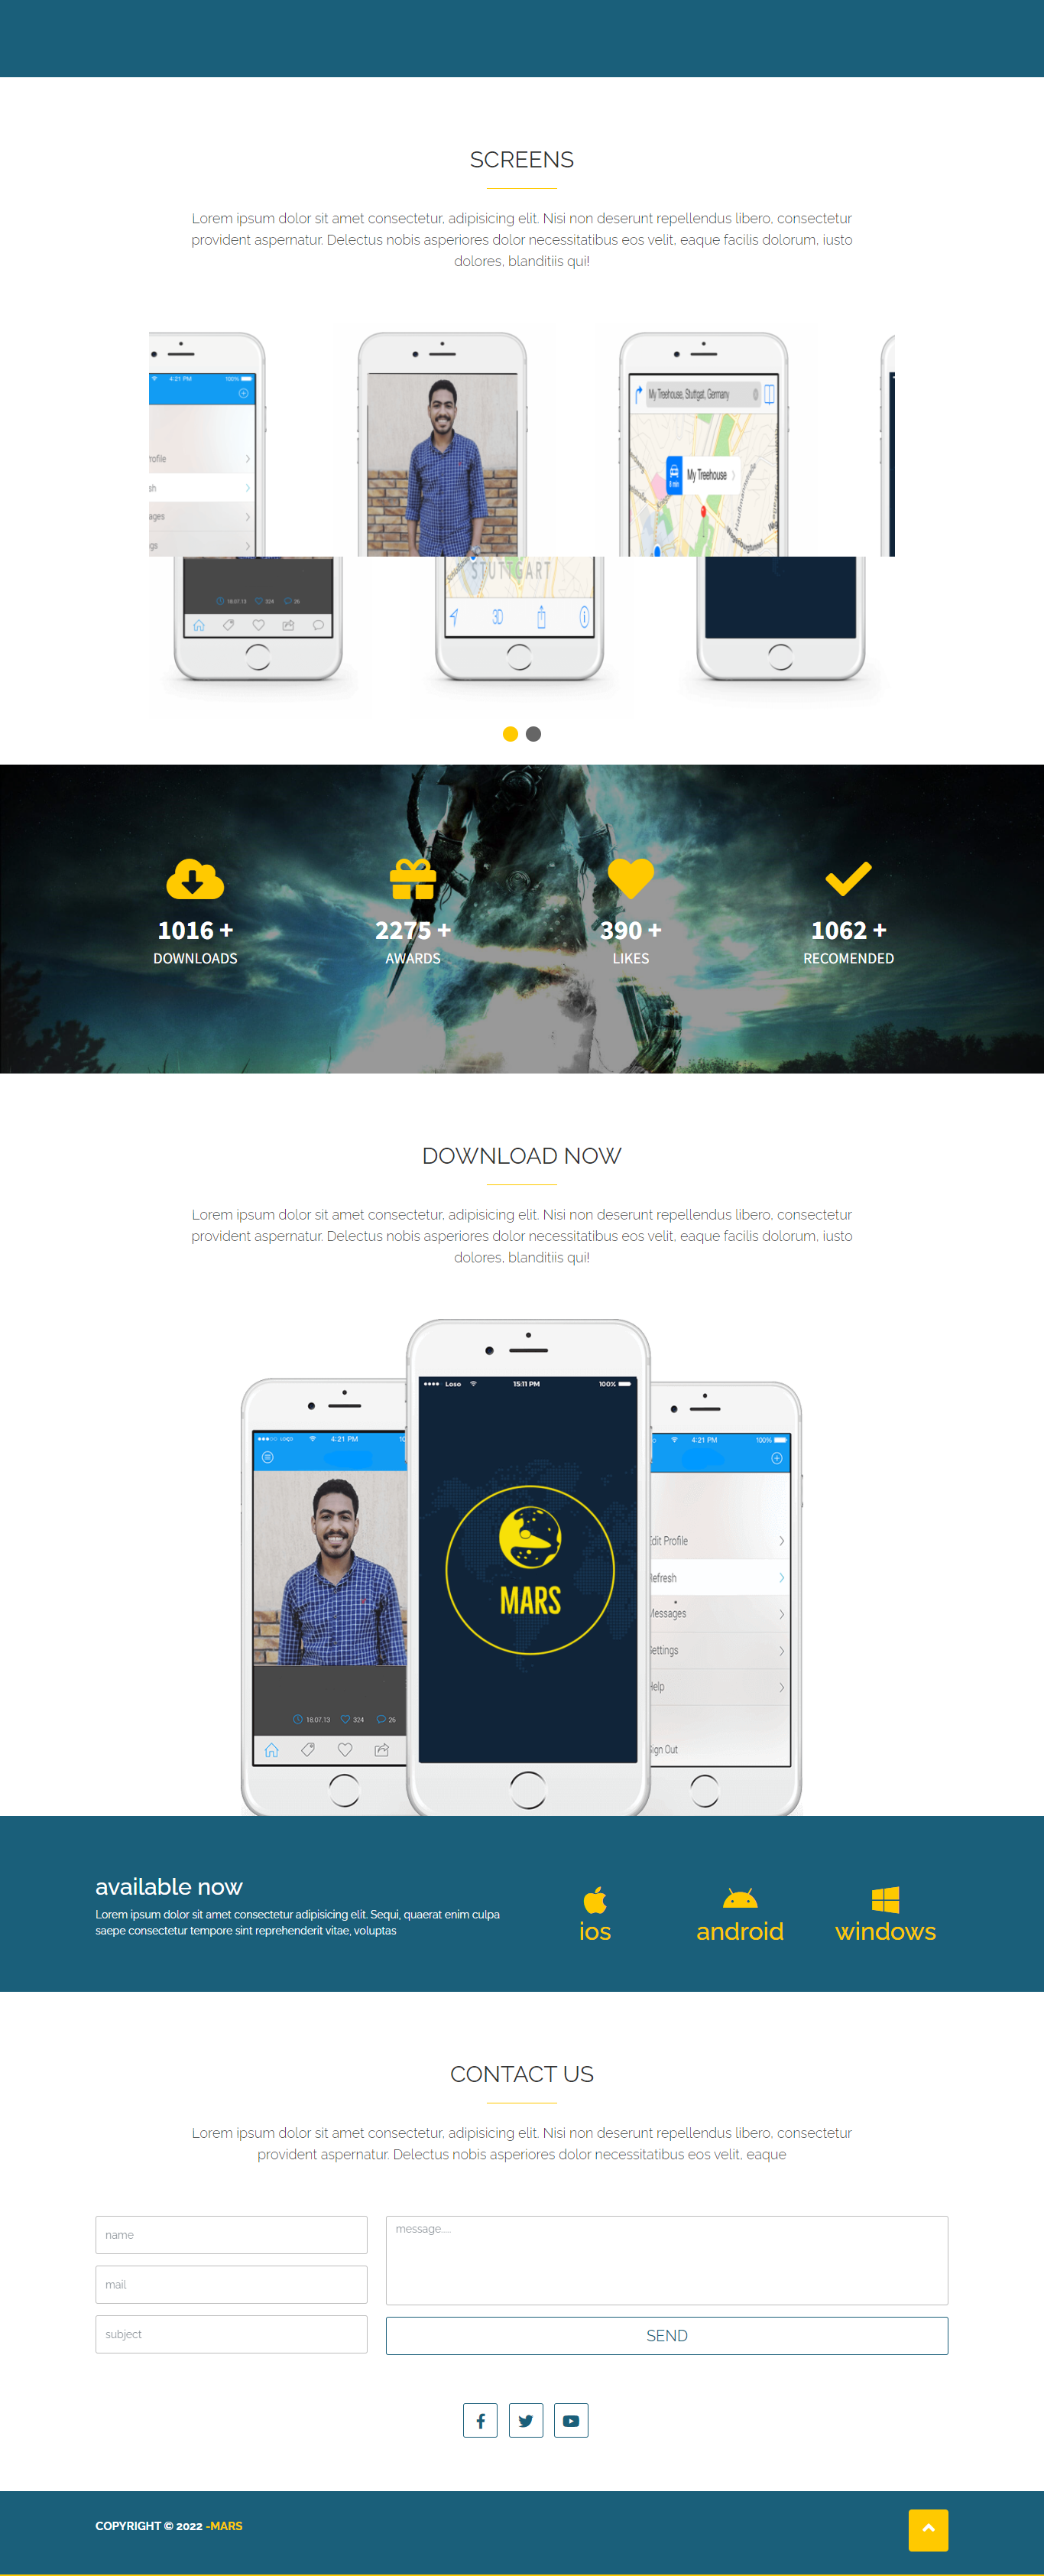 SCREENS
Lorem ipsum dolor sit amet consectetur, adipisicing elit. Nisi non deserunt repellendus libero, consectetur
provident aspernatur. Delectus nobis asperiores dolor necessitatibus eos velit, eaque facilis dolorum, iusto
dolores, blanditiis qui!
4:21 PM 100%
rofile
sh
ages
gs
My Treehouse, Stuttgat, Germany
My Treehouse
8 min
18.07.13 324 26
STUTTGART
3D
1016 +
DOWNLOADS
2275 +
AWARDS
390 +
LIKES
1062 +
RECOMENDED
DOWNLOAD NOW
Lorem ipsum dolor sit amet consectetur, adipisicing elit. Nisi non deserunt repellendus libero, consectetur
provident aspernatur. Delectus nobis asperiores dolor necessitatibus eos velit, eaque facilis dolorum, iusto
dolores, blanditiis qui!
Loso 15:11 PM 100%
4:21 PM 10
4:21 PM 100%
MARS
dit Profile
efresh
Messages
ettings
Help
ign Out
18.07.13 324 26
available now
Lorem ipsum dolor sit amet consectetur adipisicing elit. Sequi, quaerat enim culpa
saepe consectetur tempore sint reprehenderit vitae, voluptas
ios
android
windows
CONTACT US
Lorem ipsum dolor sit amet consectetur, adipisicing elit. Nisi non deserunt repellendus libero, consectetur
provident aspernatur. Delectus nobis asperiores dolor necessitatibus eos velit, eaque
name
mail
subject
message.....
SEND
COPYRIGHT © 2022 -MARS